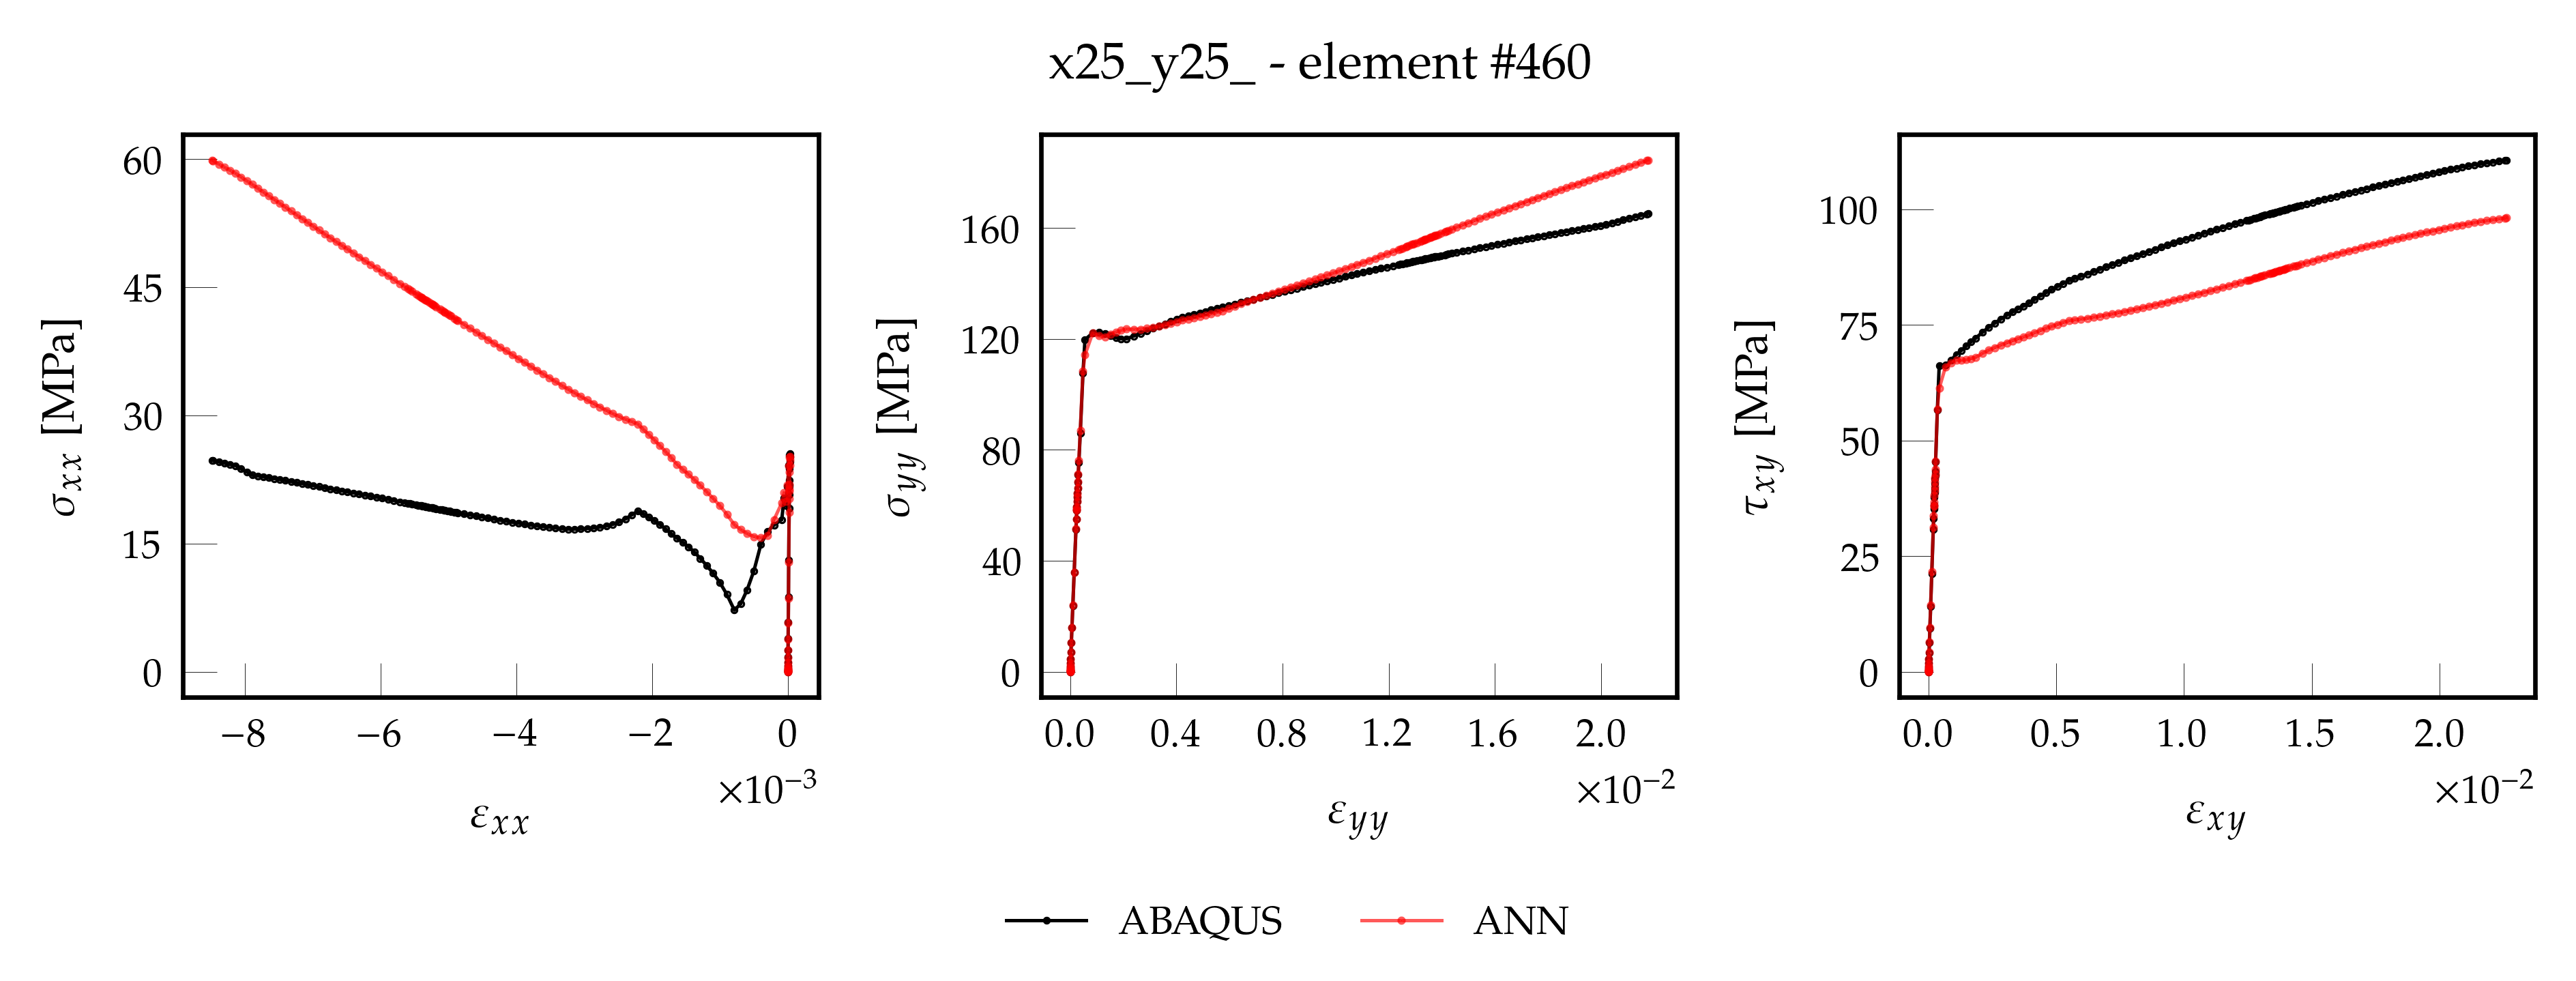 x25_y25_ - element #460
σxx [MPa]
60
45
30
15
0
−8 −6 −4 −2 0
×10−3
εxx
σyy [MPa]
160
120
80
40
0
0.0 0.4 0.8 1.2 1.6 2.0
×10−2
εyy
τxy [MPa]
100
75
50
25
0
0.0 0.5 1.0 1.5 2.0
×10−2
εxy
ABAQUS ANN